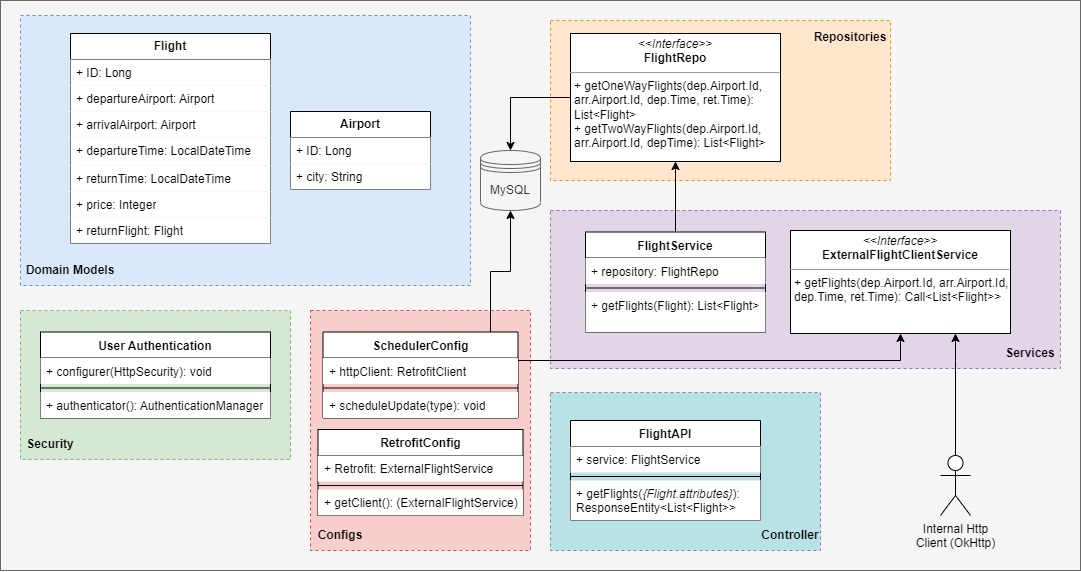 Flight
+ ID: Long
+ departureAirport: Airport
+ arrivalAirport: Airport
+ departureTime: LocalDateTime
+ returnTime: LocalDateTime
+ price: Integer
+ returnFlight: Flight
Airport
+ ID: Long
+ city: String
Domain Models
MySQL
Repositories
<<Interface>>
FlightRepo
+ getOneWayFlights(dep.Airport.Id,
arr.Airport.Id, dep.Time, ret.Time):
List<Flight>
+ getTwoWayFlights(dep.Airport.Id,
arr.Airport.Id, depTime): List<Flight>
FlightService
+ repository: FlightRepo
+ getFlights(Flight): List<Flight>
<<Interface>>
ExternalFlightClientService
+ getFlights(dep.Airport.Id, arr.Airport.Id,
dep.Time, ret.Time): Call<List<Flight>>
Services
User Authentication
+ configurer(HttpSecurity): void
+ authenticator(): AuthenticationManager
Security
SchedulerConfig
+ httpClient: RetrofitClient
+ scheduleUpdate(type): void
RetrofitConfig
+ Retrofit: ExternalFlightService
+ getClient(): (ExternalFlightService)
Configs
FlightAPI
+ service: FlightService
+ getFlights({Flight.attributes}):
ResponseEntity<List<Flight>>
Controller
Internal Http
Client (OkHttp)